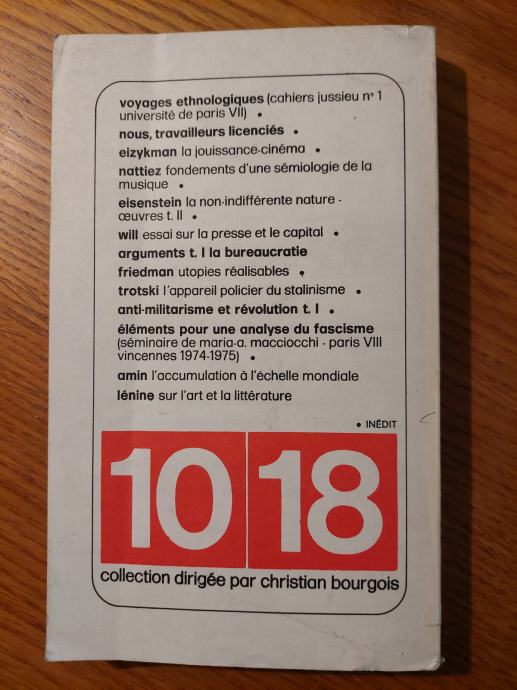 voyages ethnologiques (cahiers jussieu n° 1
université de paris VII) •
nous, travailleurs licenciés •
eizykman la jouissance-cinéma •
nattiez fondements d'une sémiologie de la
musique •
eisenstein la non-indifférente nature -
œuvres t. II •
will essai sur la presse et le capital •
arguments t. I la bureaucratie
friedman utopies réalisables •
trotski l'appareil policier du stalinisme •
anti-militarisme et révolution t. I •
éléments pour une analyse du fascisme
(séminaire de maria-a. macciocchi - paris VIII
vincennes 1974-1975) •
amin l'accumulation à l'échelle mondiale
lénine sur l'art et la littérature
• INÉDIT
10 18
collection dirigée par christian bourgois